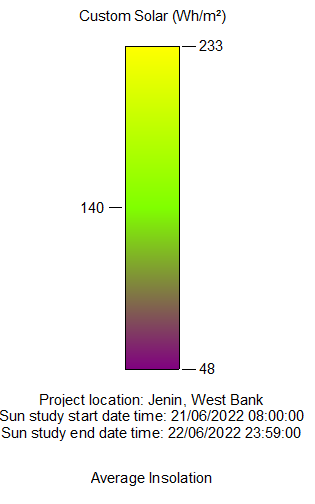 Custom Solar (Wh/m²)
233
140
48
Project location: Jenin, West Bank
Sun study start date time: 21/06/2022 08:00:00
Sun study end date time: 22/06/2022 23:59:00
Average Insolation